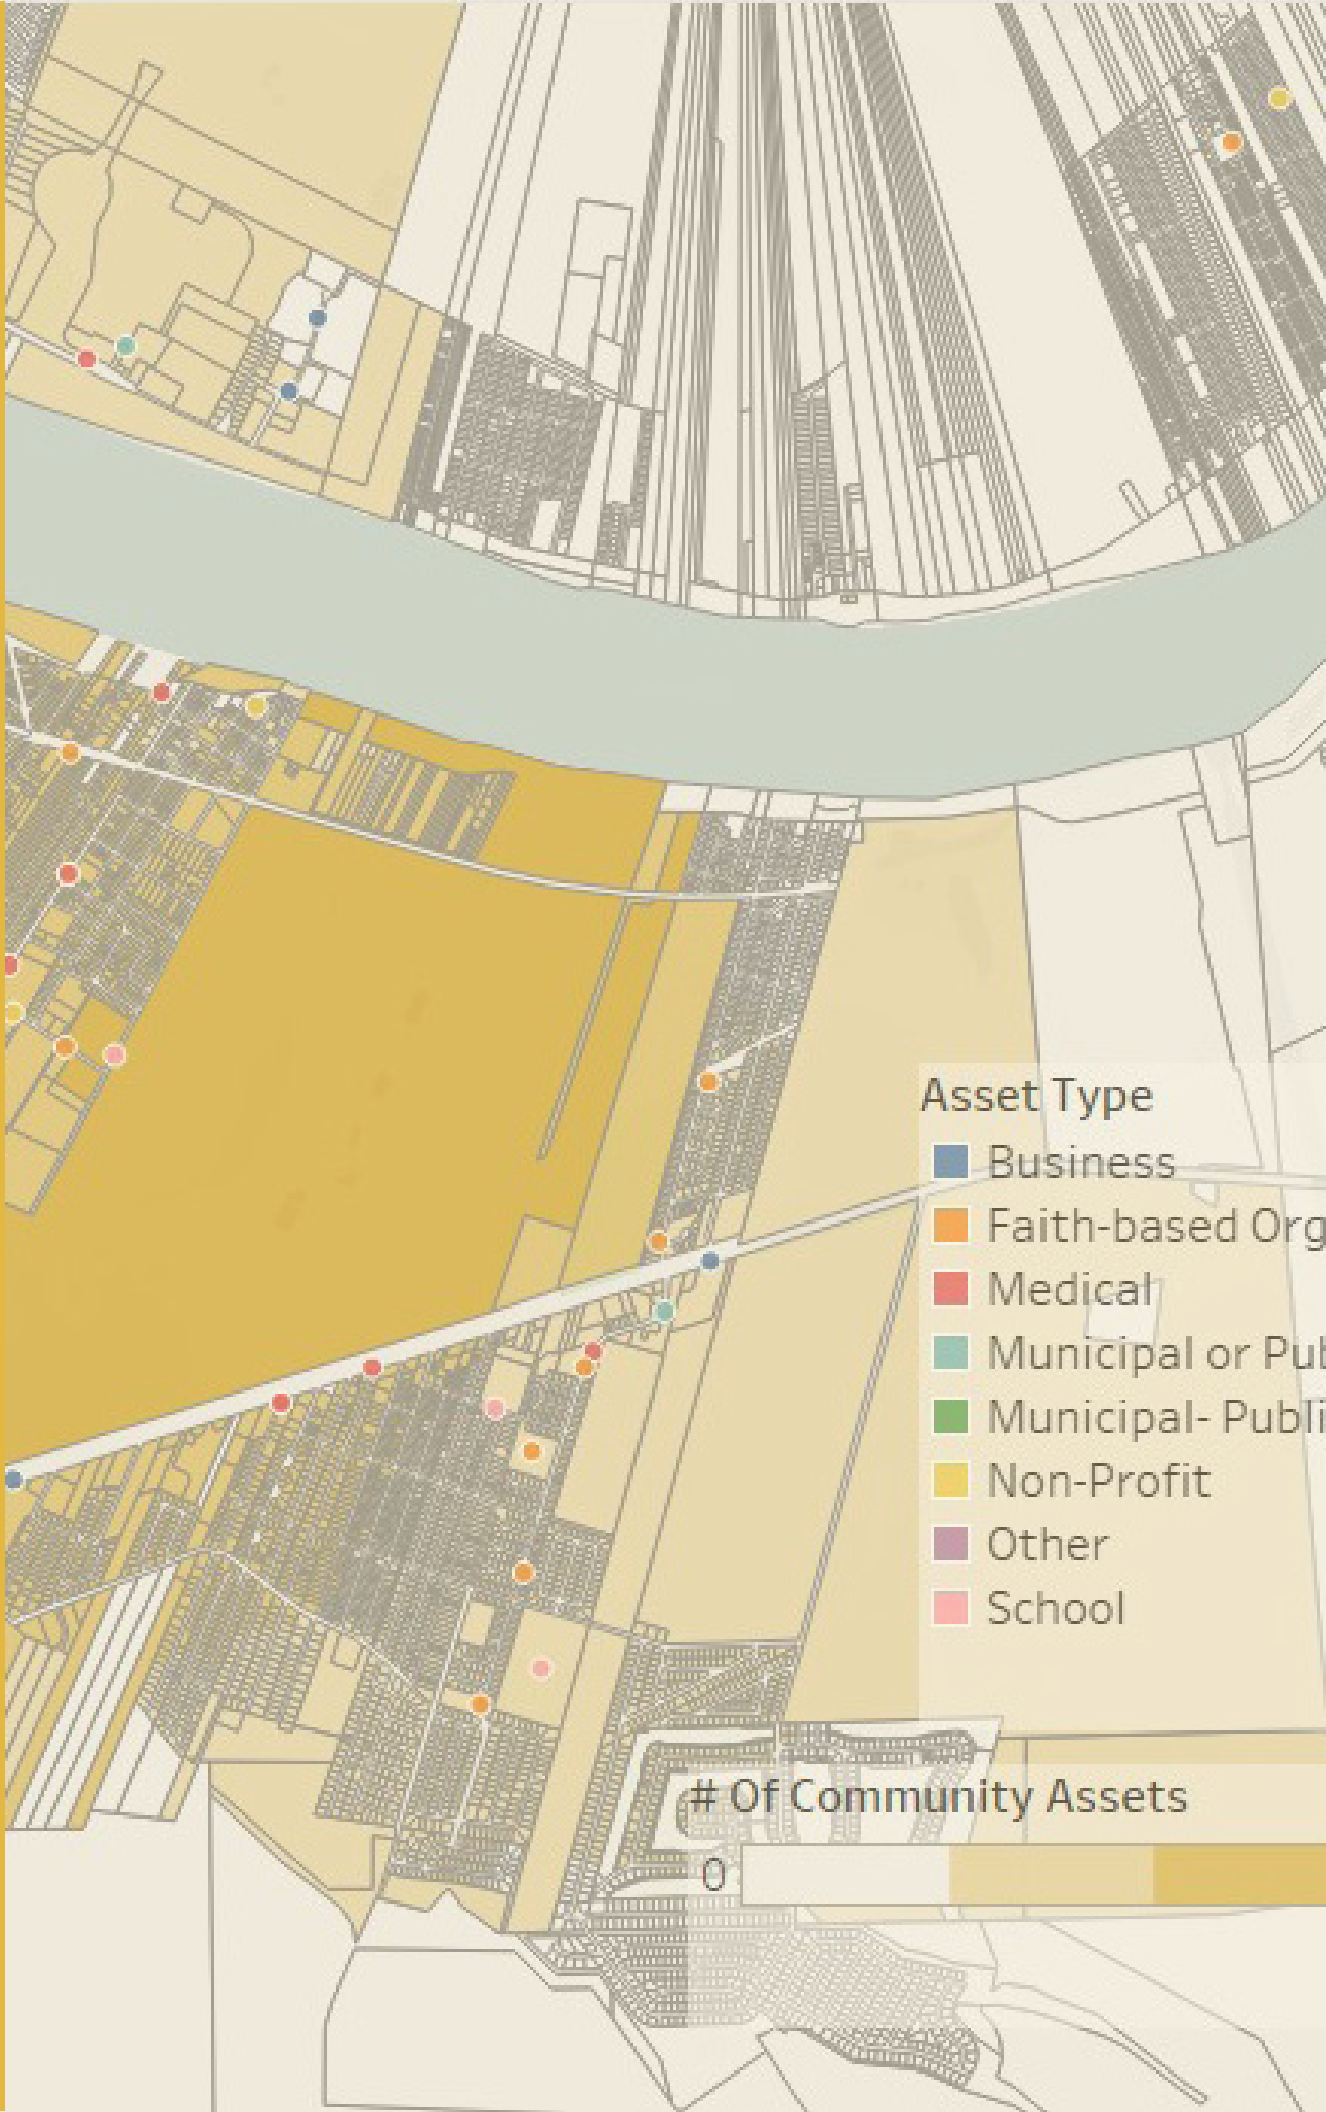 Asset Type
Business
Faith-based Org
Medical
Municipal or Pub
Municipal- Publi
Non-Profit
Other
School
# Of Community Assets
0